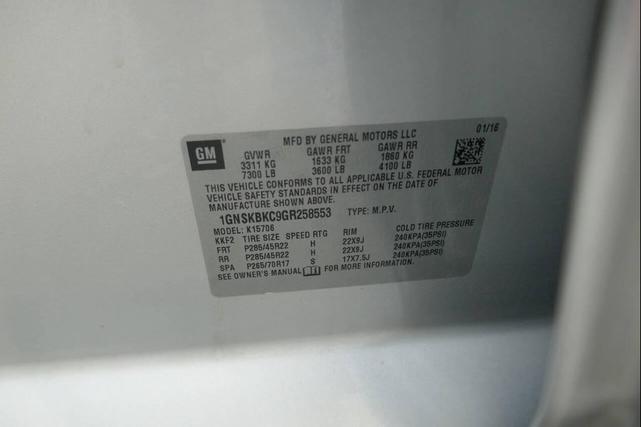 GM
MFD BY GENERAL MOTORS LLC 01/16
GVWR GAWR FRT GAWR RR
3311 KG 1633 KG 1860 KG
7300 LB 3600 LB 4100 LB
THIS VEHICLE CONFORMS TO ALL APPLICABLE U.S. FEDERAL MOTOR
VEHICLE SAFETY STANDARDS IN EFFECT ON THE DATE OF
MANUFACTURE SHOWN ABOVE.
1GNSKBKC9GR258553 TYPE: M.P.V.
MODEL: K15706
KKF2 TIRE SIZE SPEED RTG RIM COLD TIRE PRESSURE
FRT P285/45R22 H 22X9J 240KPA(35PSI)
RR P285/45R22 H 22X9J 240KPA(35PSI)
SPA P265/70R17 S 17X7.5J 240KPA(35PSI)
SEE OWNER'S MANUAL FOR MORE INFORMATION.